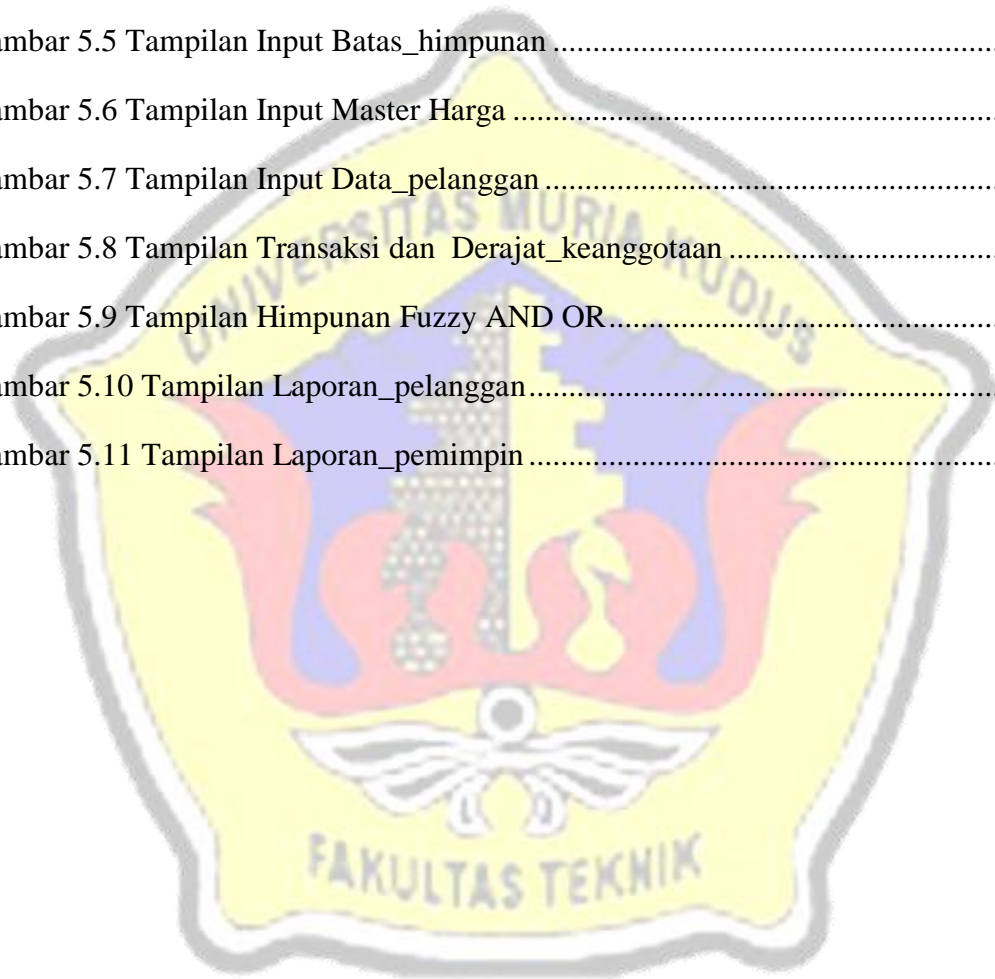 ambar 5.5 Tampilan Input Batas_himpunan ........................................................
ambar 5.6 Tampilan Input Master Harga .............................................................
ambar 5.7 Tampilan Input Data_pelanggan .........................................................
ambar 5.8 Tampilan Transaksi dan  Derajat_keanggotaan ..................................
ambar 5.9 Tampilan Himpunan Fuzzy AND OR.................................................
ambar 5.10 Tampilan Laporan_pelanggan ...........................................................
ambar 5.11 Tampilan Laporan_pemimpin ...........................................................
UNIVERSITAS MURIA KUDUS
FAKULTAS TEKNIK